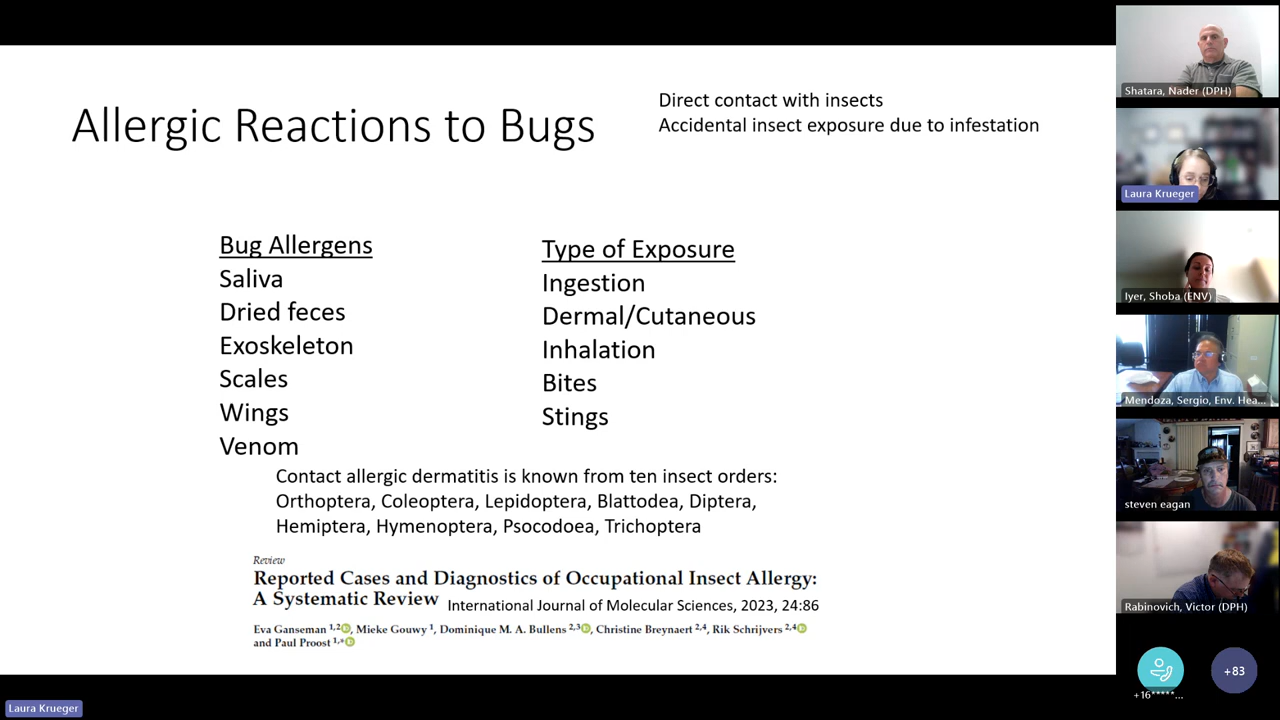 Allergic Reactions to Bugs
Direct contact with insects
Accidental insect exposure due to infestation
Bug Allergens
Saliva
Dried feces
Exoskeleton
Scales
Wings
Venom
Type of Exposure
Ingestion
Dermal/Cutaneous
Inhalation
Bites
Stings
Contact allergic dermatitis is known from ten insect orders:
Orthoptera, Coleoptera, Lepidoptera, Blattodea, Diptera,
Hemiptera, Hymenoptera, Psocodoea, Trichoptera
Review
Reported Cases and Diagnostics of Occupational Insect Allergy:
A Systematic Review International Journal of Molecular Sciences, 2023, 24:86
Eva Ganseman 1,2, Mieke Gouwy 1, Dominique M. A. Bullens 2,3, Christine Breynaert 2,4, Rik Schrijvers 2,4
and Paul Proost 1,*
Shatara, Nader (DPH)
Laura Krueger
Iyer, Shoba (ENV)
Mendoza, Sergio, Env. Hea...
steven eagan
Rabinovich, Victor (DPH)
+16*****...
+83
Laura Krueger